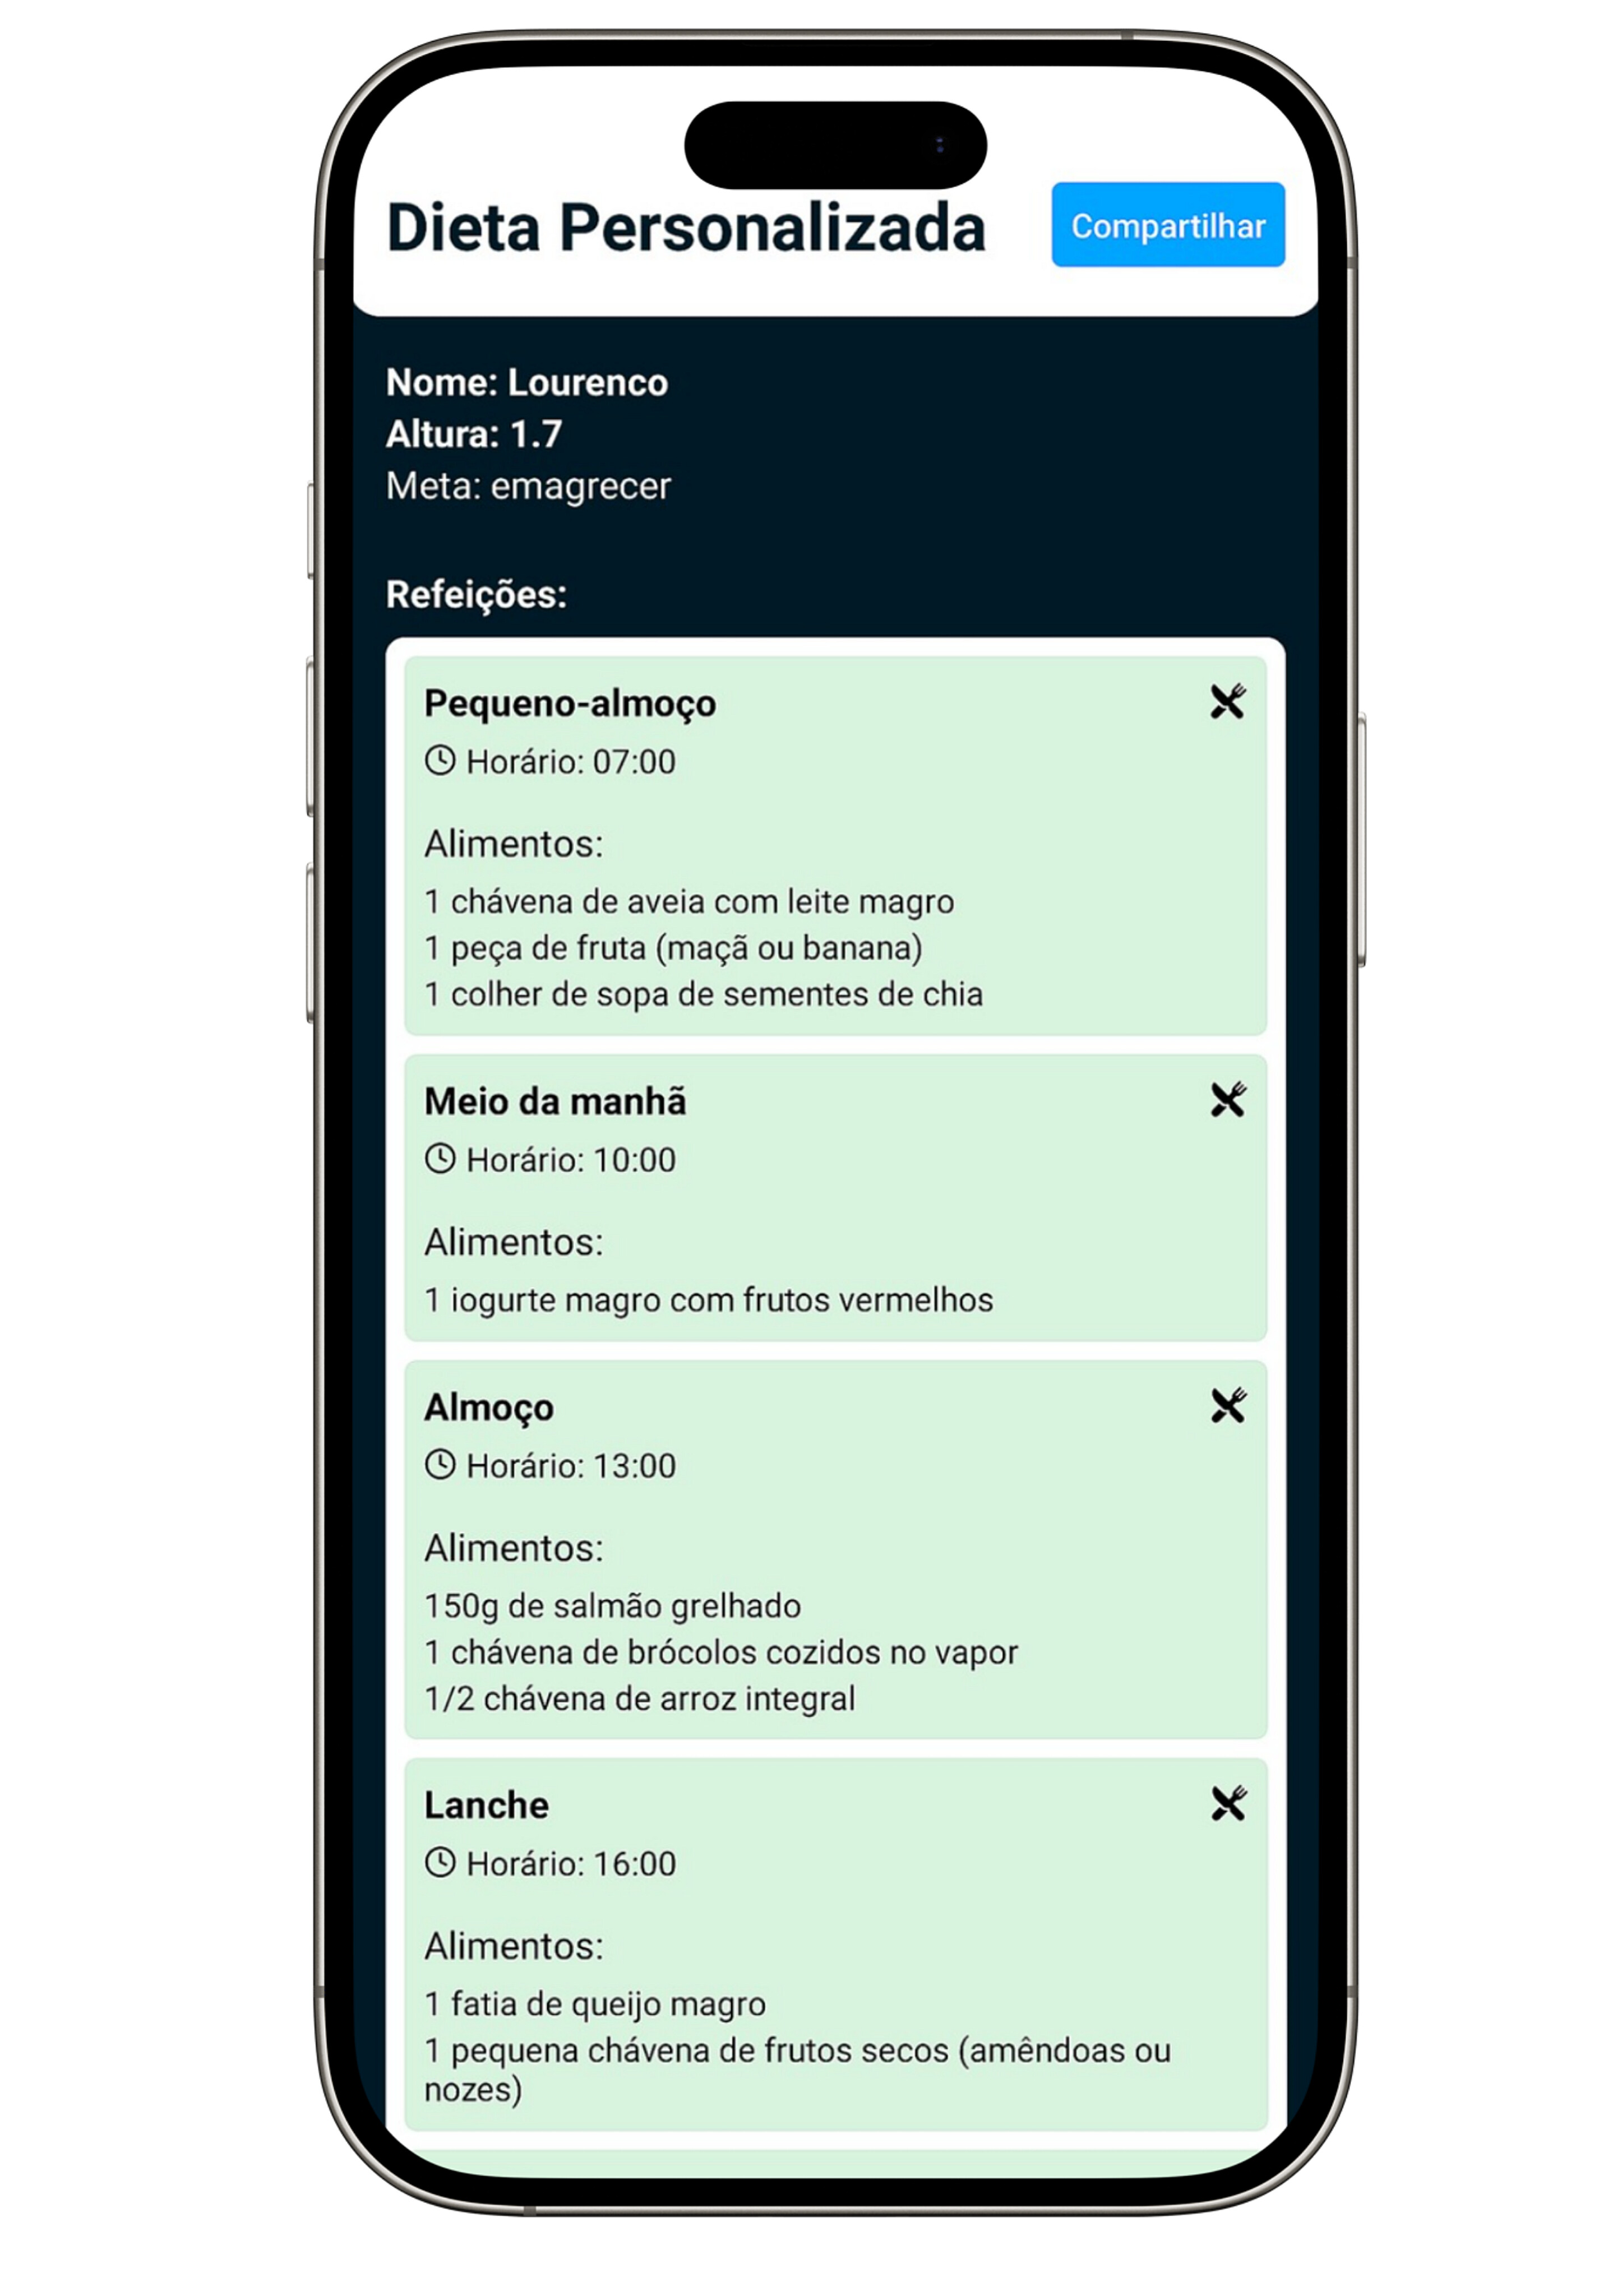 Dieta Personalizada
Compartilhar
Nome: Lourenco
Altura: 1.7
Meta: emagrecer
Refeições:
Pequeno-almoço
Horário: 07:00
Alimentos:
1 chávena de aveia com leite magro
1 peça de fruta (maçã ou banana)
1 colher de sopa de sementes de chia
Meio da manhã
Horário: 10:00
Alimentos:
1 iogurte magro com frutos vermelhos
Almoço
Horário: 13:00
Alimentos:
150g de salmão grelhado
1 chávena de brócolos cozidos no vapor
1/2 chávena de arroz integral
Lanche
Horário: 16:00
Alimentos:
1 fatia de queijo magro
1 pequena chávena de frutos secos (amêndoas ou
nozes)